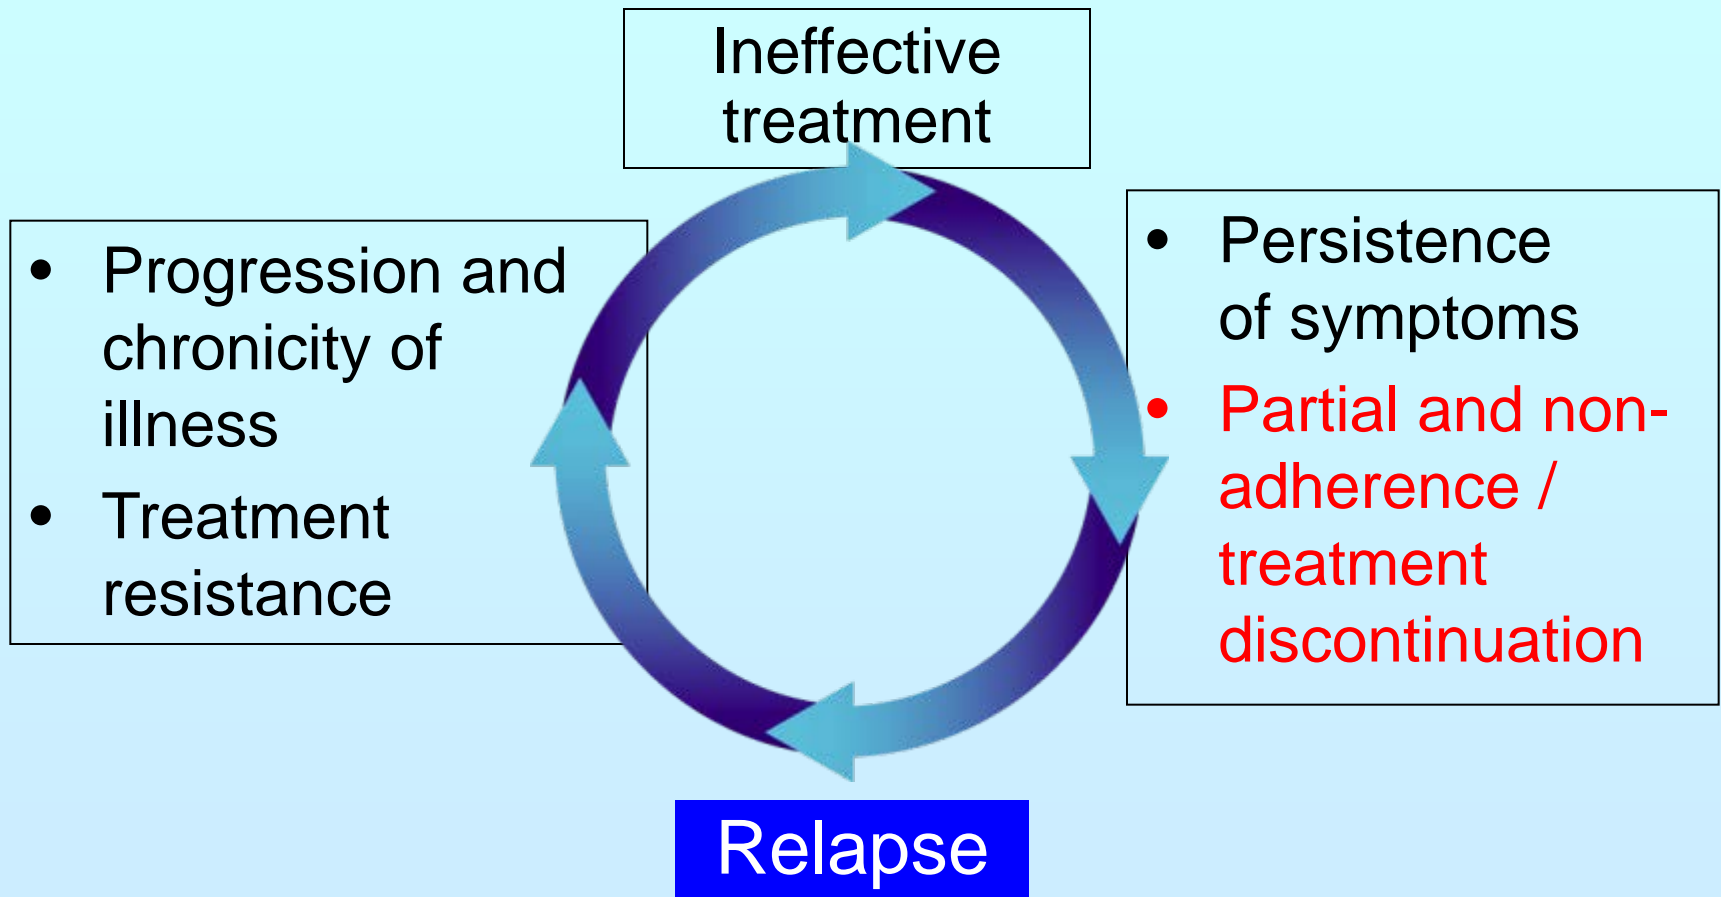 Ineffective
treatment
• Progression and
chronicity of
illness
• Treatment
resistance
• Persistence
of symptoms
• Partial and non-
adherence /
treatment
discontinuation
Relapse